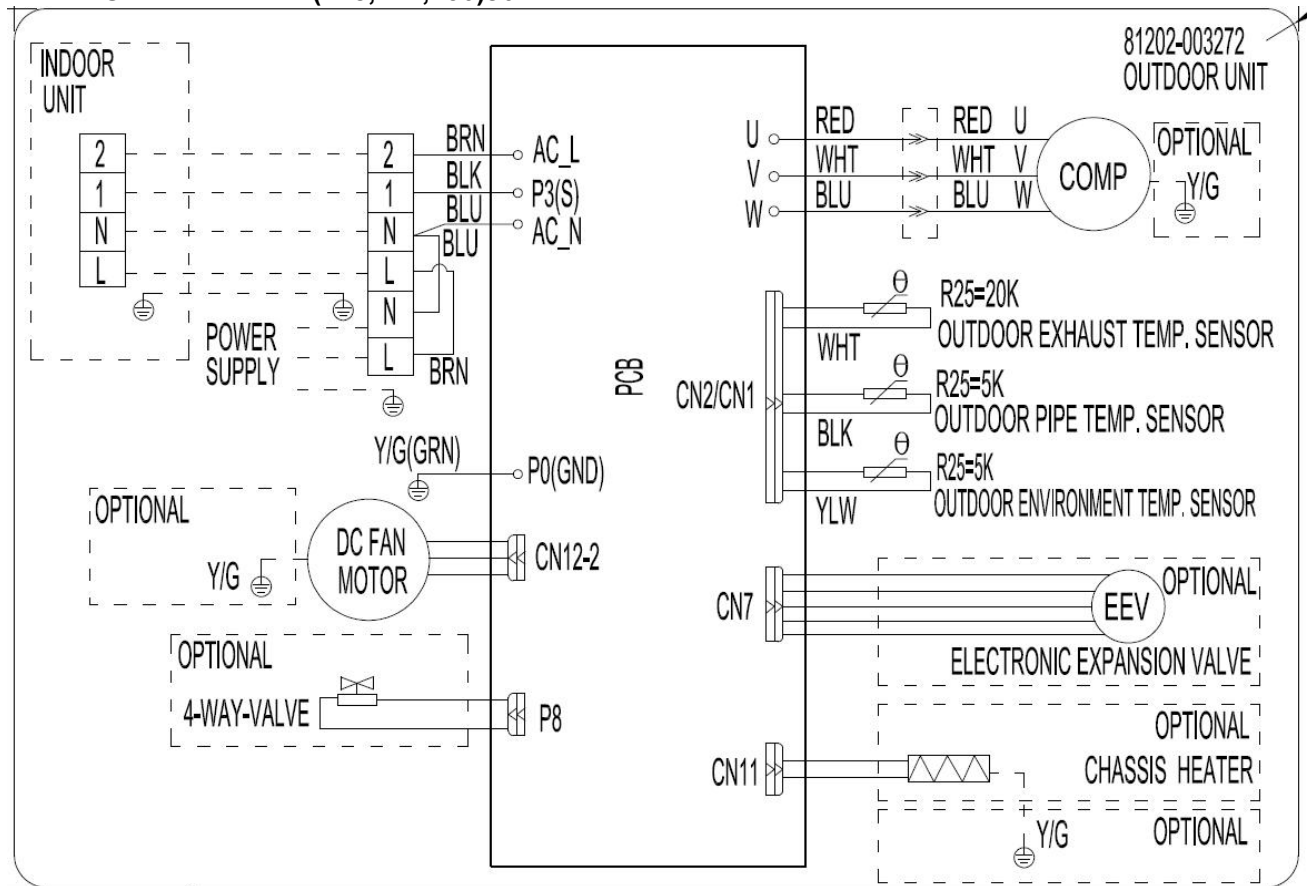 81202-003272
OUTDOOR UNIT
INDOOR
UNIT
2
1
N
L
2
1
N
L
N
L
BRN
BLK
BLU
BLU
BRN
AC_L
P3(S)
AC_N
POWER
SUPPLY
Y/G(GRN)
P0(GND)
OPTIONAL
Y/G
DC FAN
MOTOR
CN12-2
OPTIONAL
4-WAY-VALVE
P8
PCB
U
V
W
RED
WHT
BLU
RED U
WHT V
BLU W
COMP
OPTIONAL
Y/G
CN2/CN1
θ
R25=20K
OUTDOOR EXHAUST TEMP. SENSOR
WHT
θ
R25=5K
OUTDOOR PIPE TEMP. SENSOR
BLK
θ
R25=5K
OUTDOOR ENVIRONMENT TEMP. SENSOR
YLW
CN7
EEV
OPTIONAL
ELECTRONIC EXPANSION VALVE
CN11
OPTIONAL
CHASSIS HEATER
Y/G
OPTIONAL